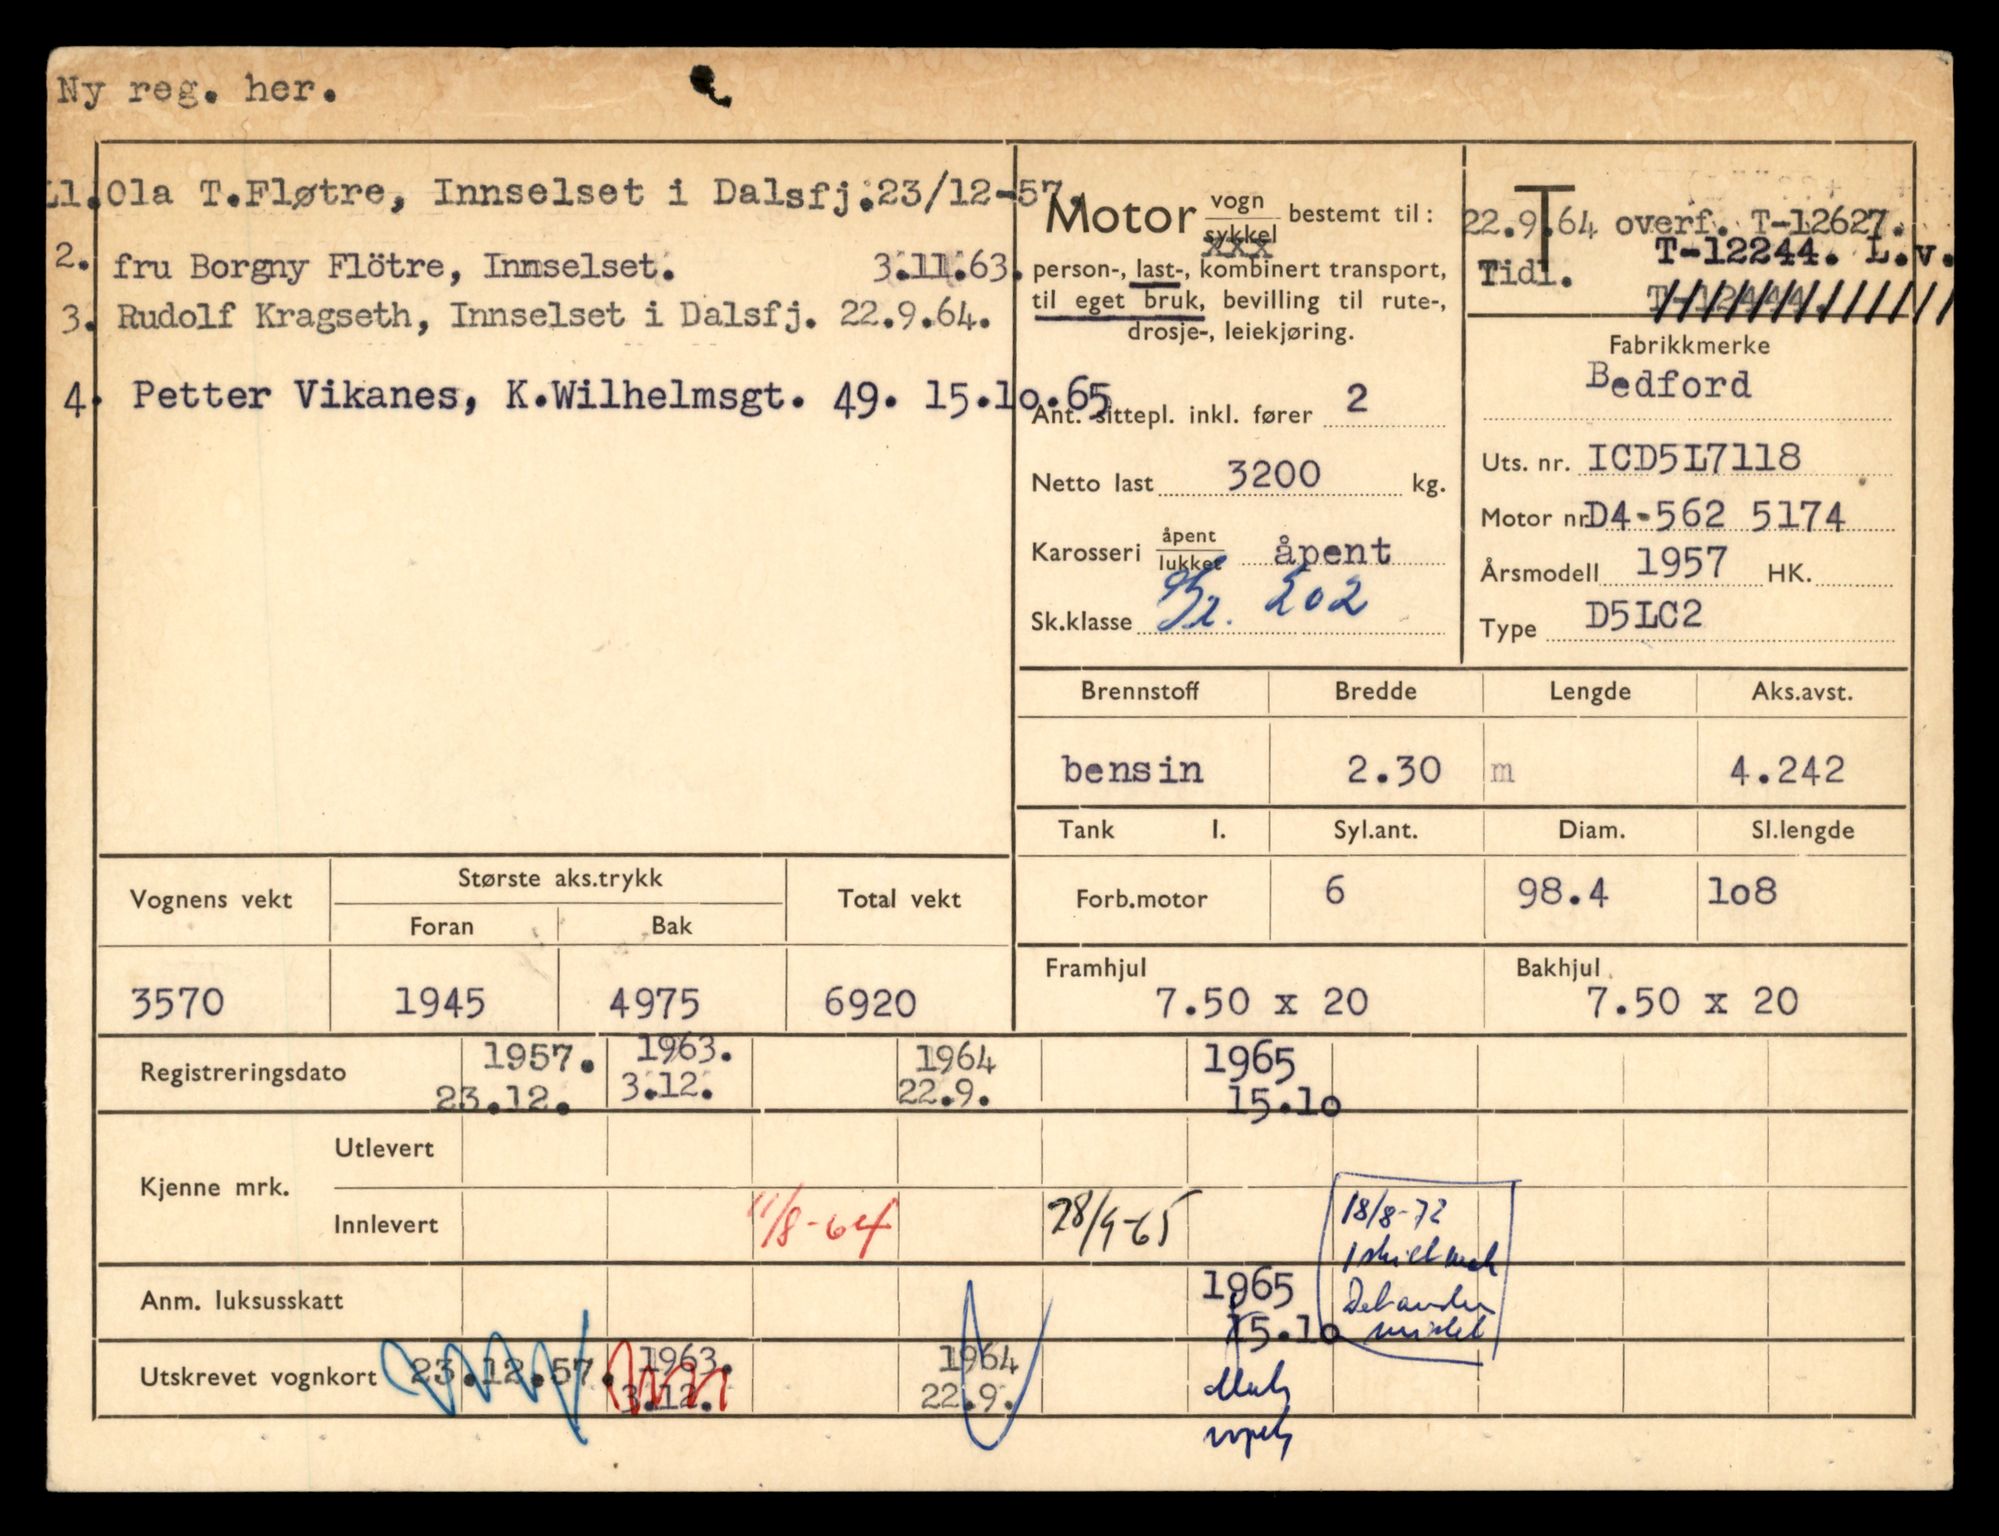 Ny reg. her.
1. Ola T.Fløtre, Innselset i Dalsfj.23/12-57.
2. fru Borgny Flötre, Innselset. 3.11.63.
3. Rudolf Kragseth, Innselset i Dalsfj. 22.9.64.
4. Petter Vikanes, K.Wilhelmsgt. 49. 15.10.65
Motor vogn bestemt til:
sykkel
xxx
person-, last-, kombinert transport,
til eget bruk, bevilling til rute-,
drosje-, leiekjøring.
Ant. sittepl. inkl. fører 2
Netto last 3200 kg.
Karosseri åpent
lukket åpent
Sk.klasse 202
T
22.9.64 overf. T-12627.
Tidl. T-12244. L.v.
Fabrikkmerke
Bedford
Uts. nr. ICD5L7118
Motor nr. D4-562 5174
Årsmodell 1957 HK.
Type D5LC2
Brennstoff Bredde Lengde Aks.avst.
bensin 2.30 m 4.242
Tank l. Syl.ant. Diam. Sl.lengde
Forb.motor 6 98.4 108
Framhjul Bakhjul
7.50 x 20 7.50 x 20
Vognens vekt Største aks.trykk Total vekt
Foran Bak
3570 1945 4975 6920
Registreringsdato 1957. 1963. 1964 1965
23.12. 3.12. 22.9. 15.10
Kjenne mrk. Utlevert
Innlevert 11/8-64 28/9-65 18/8-72
Anm. luksusskatt 1965
15.10
Utskrevet vognkort 23.12.57. 1963. 1964
3.12. 22.9.